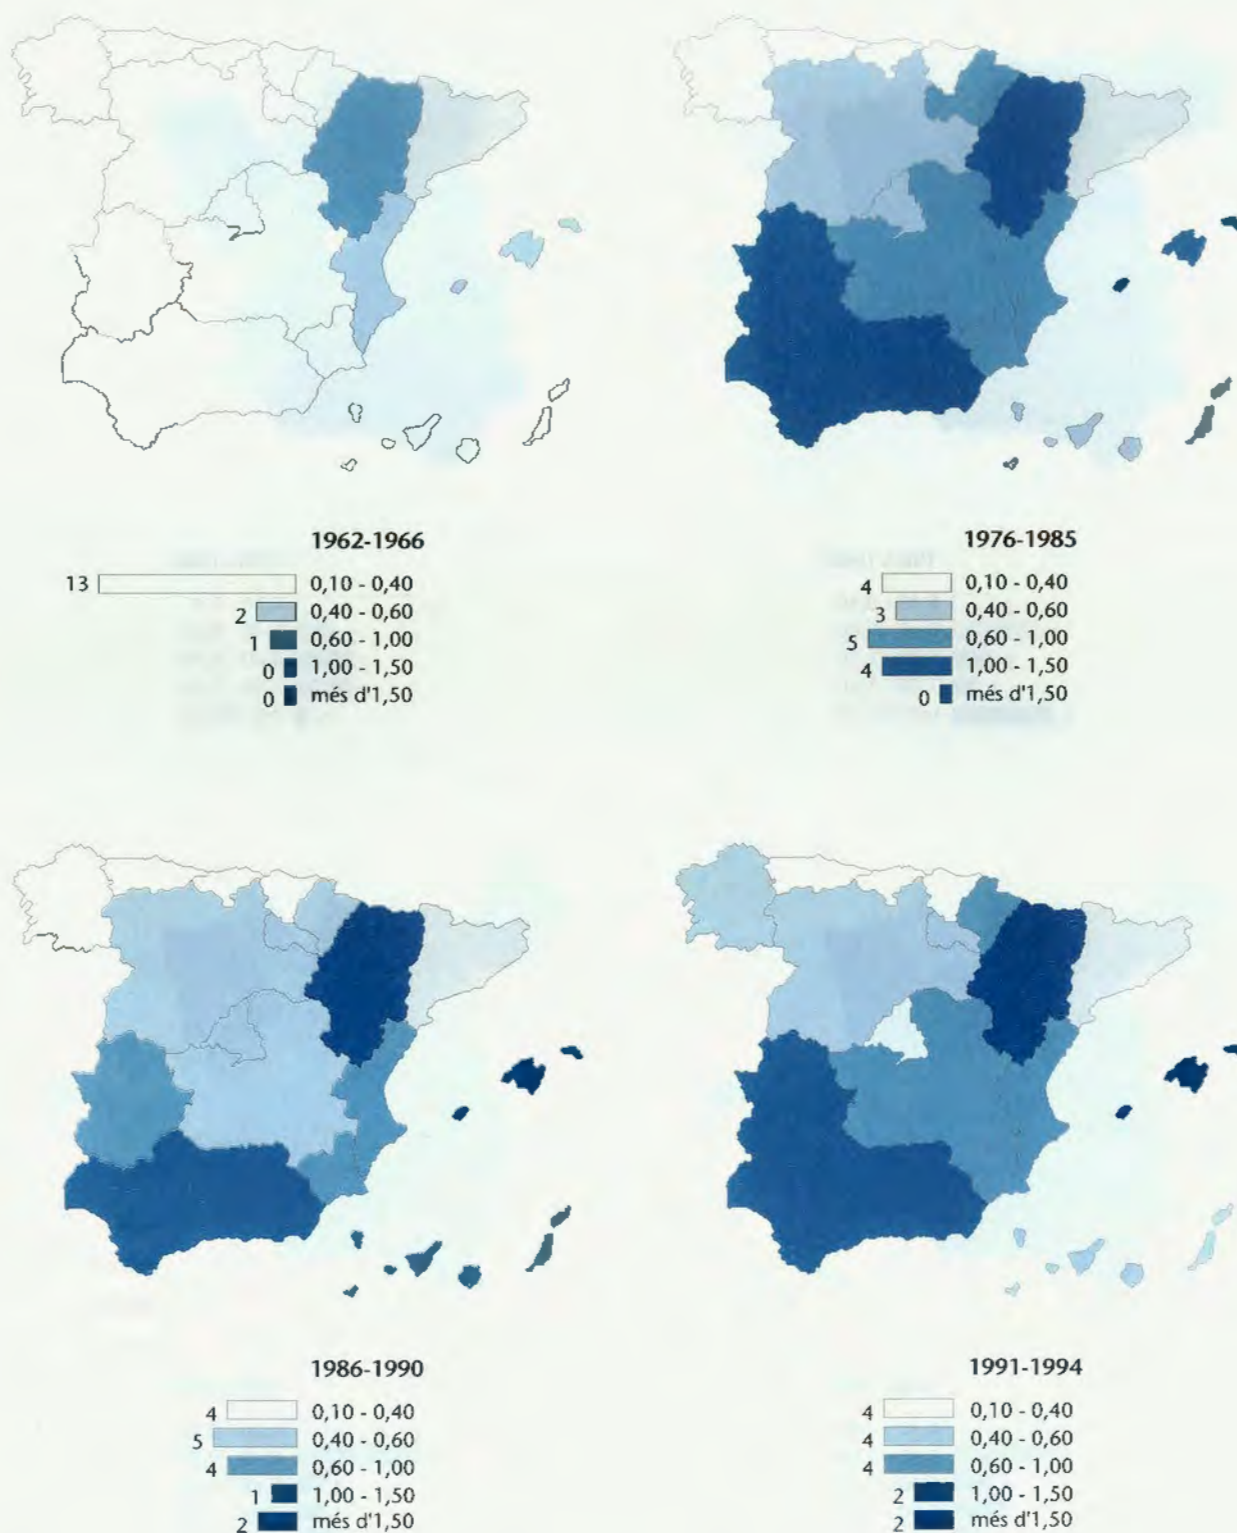 1962-1966
13 0,10 - 0,40
2 0,40 - 0,60
1 0,60 - 1,00
0 1,00 - 1,50
0 més d'1,50
1976-1985
4 0,10 - 0,40
3 0,40 - 0,60
5 0,60 - 1,00
4 1,00 - 1,50
0 més d'1,50
1986-1990
4 0,10 - 0,40
5 0,40 - 0,60
4 0,60 - 1,00
1 1,00 - 1,50
2 més d'1,50
1991-1994
4 0,10 - 0,40
4 0,40 - 0,60
4 0,60 - 1,00
2 1,00 - 1,50
2 més d'1,50